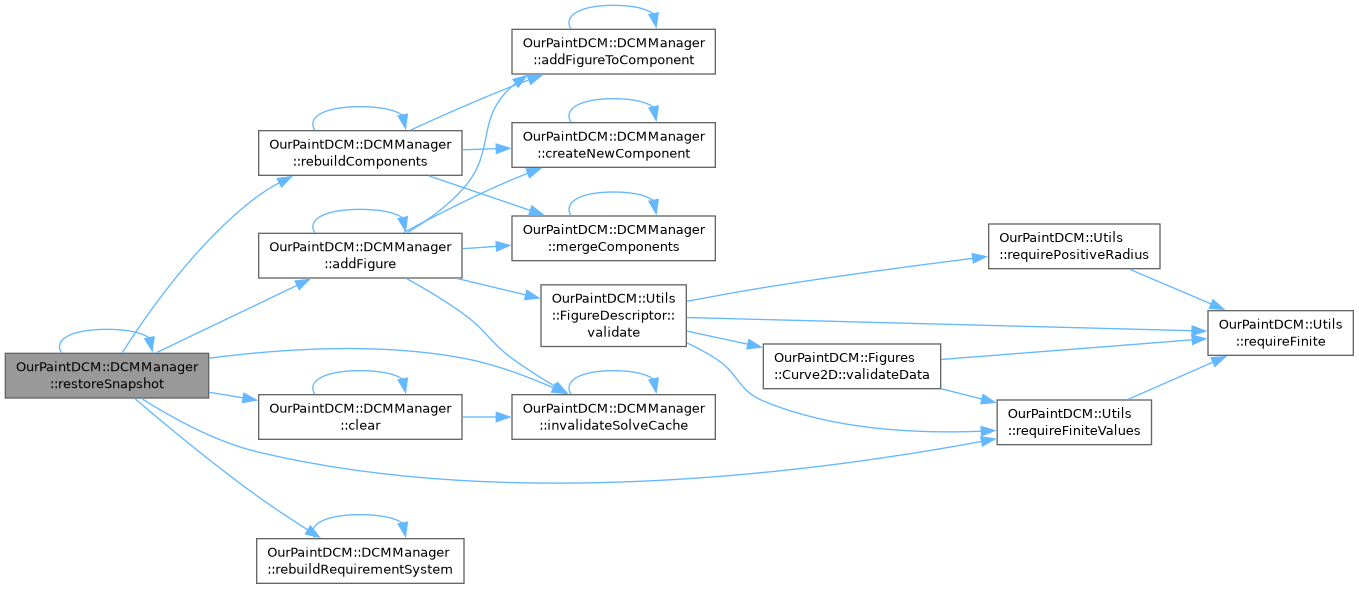 OurPaintDCM::DCMManager
::addFigureToComponent
OurPaintDCM::DCMManager
::createNewComponent
OurPaintDCM::DCMManager
::rebuildComponents
OurPaintDCM::DCMManager
::mergeComponents
OurPaintDCM::DCMManager
::addFigure
OurPaintDCM::Utils
::requirePositiveRadius
OurPaintDCM::Utils
::FigureDescriptor::
validate
OurPaintDCM::Utils
::requireFinite
OurPaintDCM::DCMManager
::restoreSnapshot
OurPaintDCM::Figures
::Curve2D::validateData
OurPaintDCM::DCMManager
::clear
OurPaintDCM::DCMManager
::invalidateSolveCache
OurPaintDCM::Utils
::requireFiniteValues
OurPaintDCM::DCMManager
::rebuildRequirementSystem